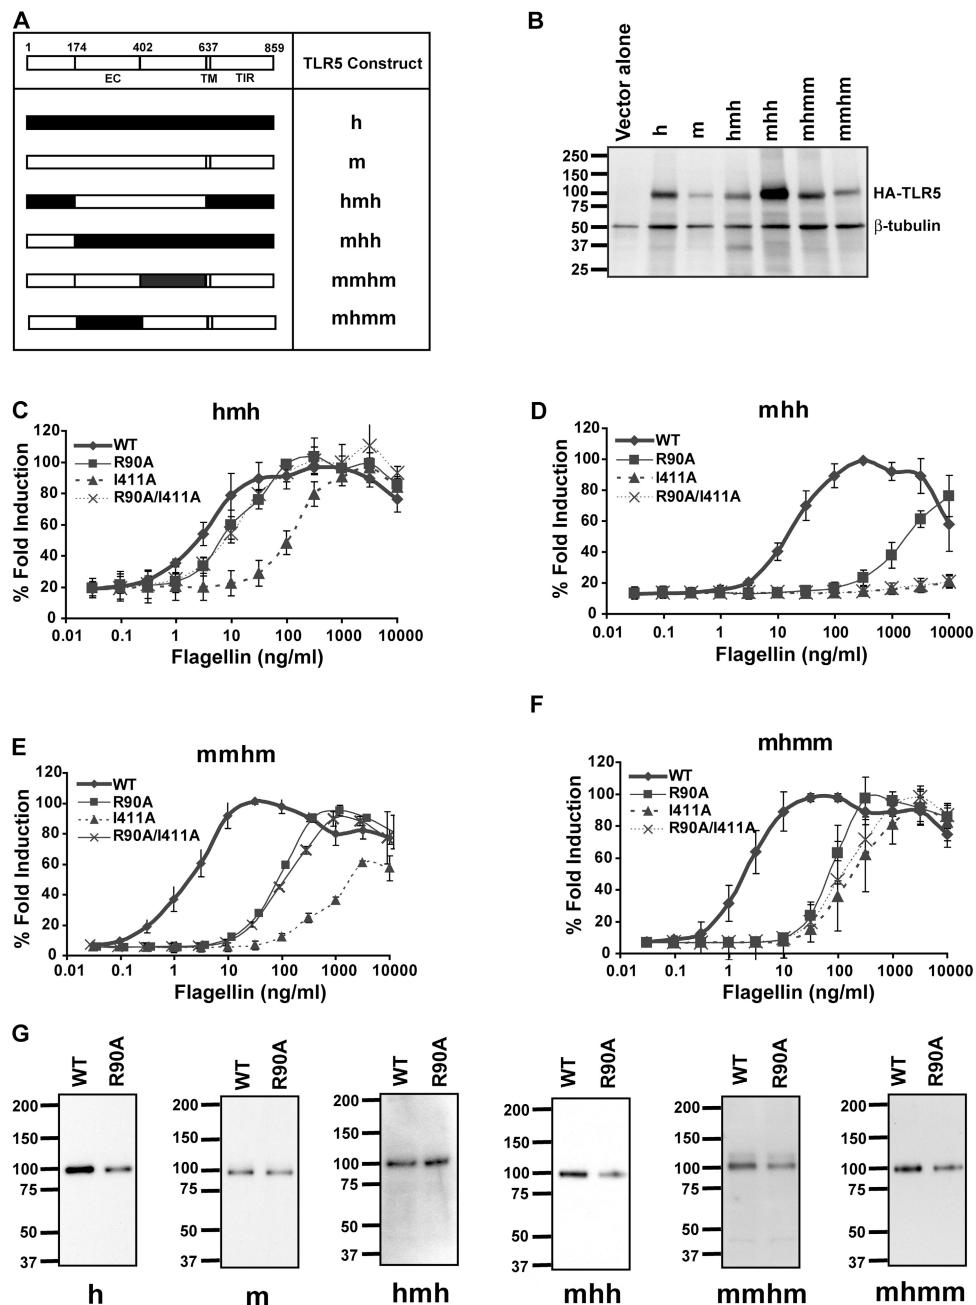 A
1 174 402 637 859
EC TM TIR
TLR5 Construct
h
m
hmh
mhh
mmhm
mhmm
B
Vector alone
h
m
hmh
mhh
mhmm
mmhm
250
150
100
75
50
37
25
HA-TLR5
β-tubulin
C
hmh
WT
R90A
I411A
R90A/I411A
% Fold Induction
120
100
80
60
40
20
0
0.01 0.1 1 10 100 1000 10000
Flagellin (ng/ml)
D
mhh
WT
R90A
I411A
R90A/I411A
% Fold Induction
120
100
80
60
40
20
0
0.01 0.1 1 10 100 1000 10000
Flagellin (ng/ml)
E
mmhm
WT
R90A
I411A
R90A/I411A
% Fold Induction
120
100
80
60
40
20
0
0.01 0.1 1 10 100 1000 10000
Flagellin (ng/ml)
F
mhmm
WT
R90A
I411A
R90A/I411A
% Fold Induction
120
100
80
60
40
20
0
0.01 0.1 1 10 100 1000 10000
Flagellin (ng/ml)
G
WT R90A
200
150
100
75
50
37
h
WT R90A
200
150
100
75
50
37
m
WT R90A
200
150
100
75
50
37
hmh
WT R90A
200
150
100
75
50
37
mhh
WT R90A
200
150
100
75
50
37
mmhm
WT R90A
200
150
100
75
50
37
mhmm